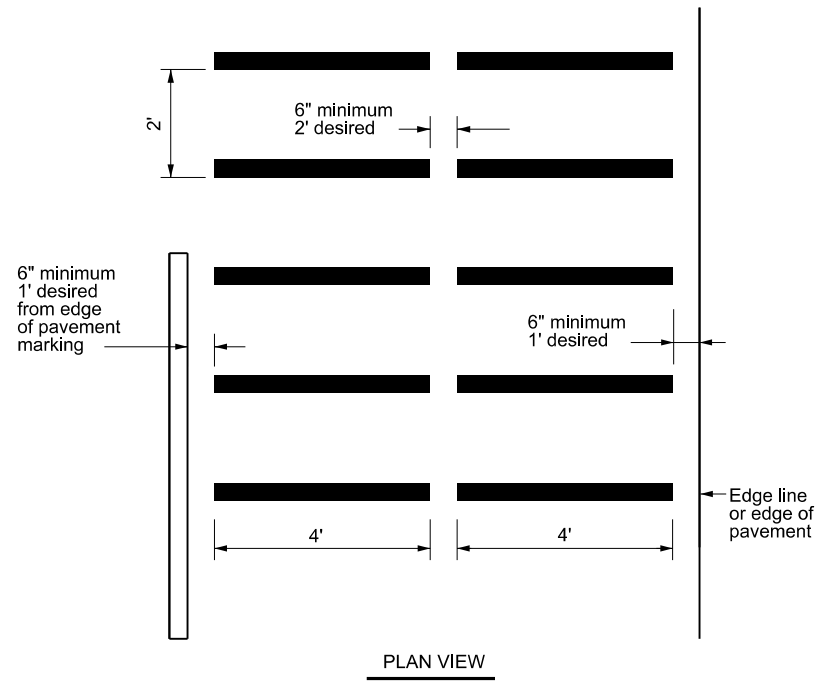 2'
6" minimum
2' desired
6" minimum
1' desired
from edge
of pavement
marking
6" minimum
1' desired
Edge line
or edge of
pavement
4'
4'
PLAN VIEW